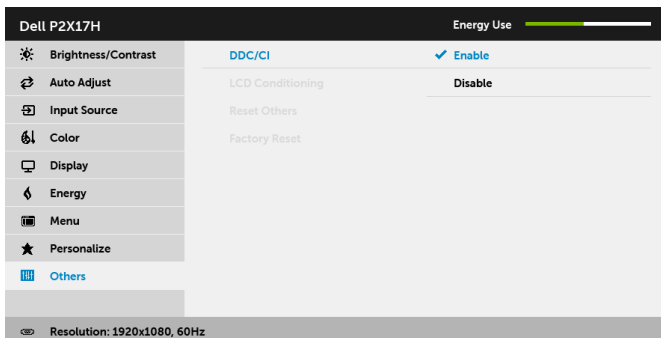 Dell P2X17H
Energy Use
Brightness/Contrast
DDC/CI
Enable
Auto Adjust
LCD Conditioning
Disable
Input Source
Reset Others
Color
Factory Reset
Display
Energy
Menu
Personalize
Others
Resolution: 1920x1080, 60Hz